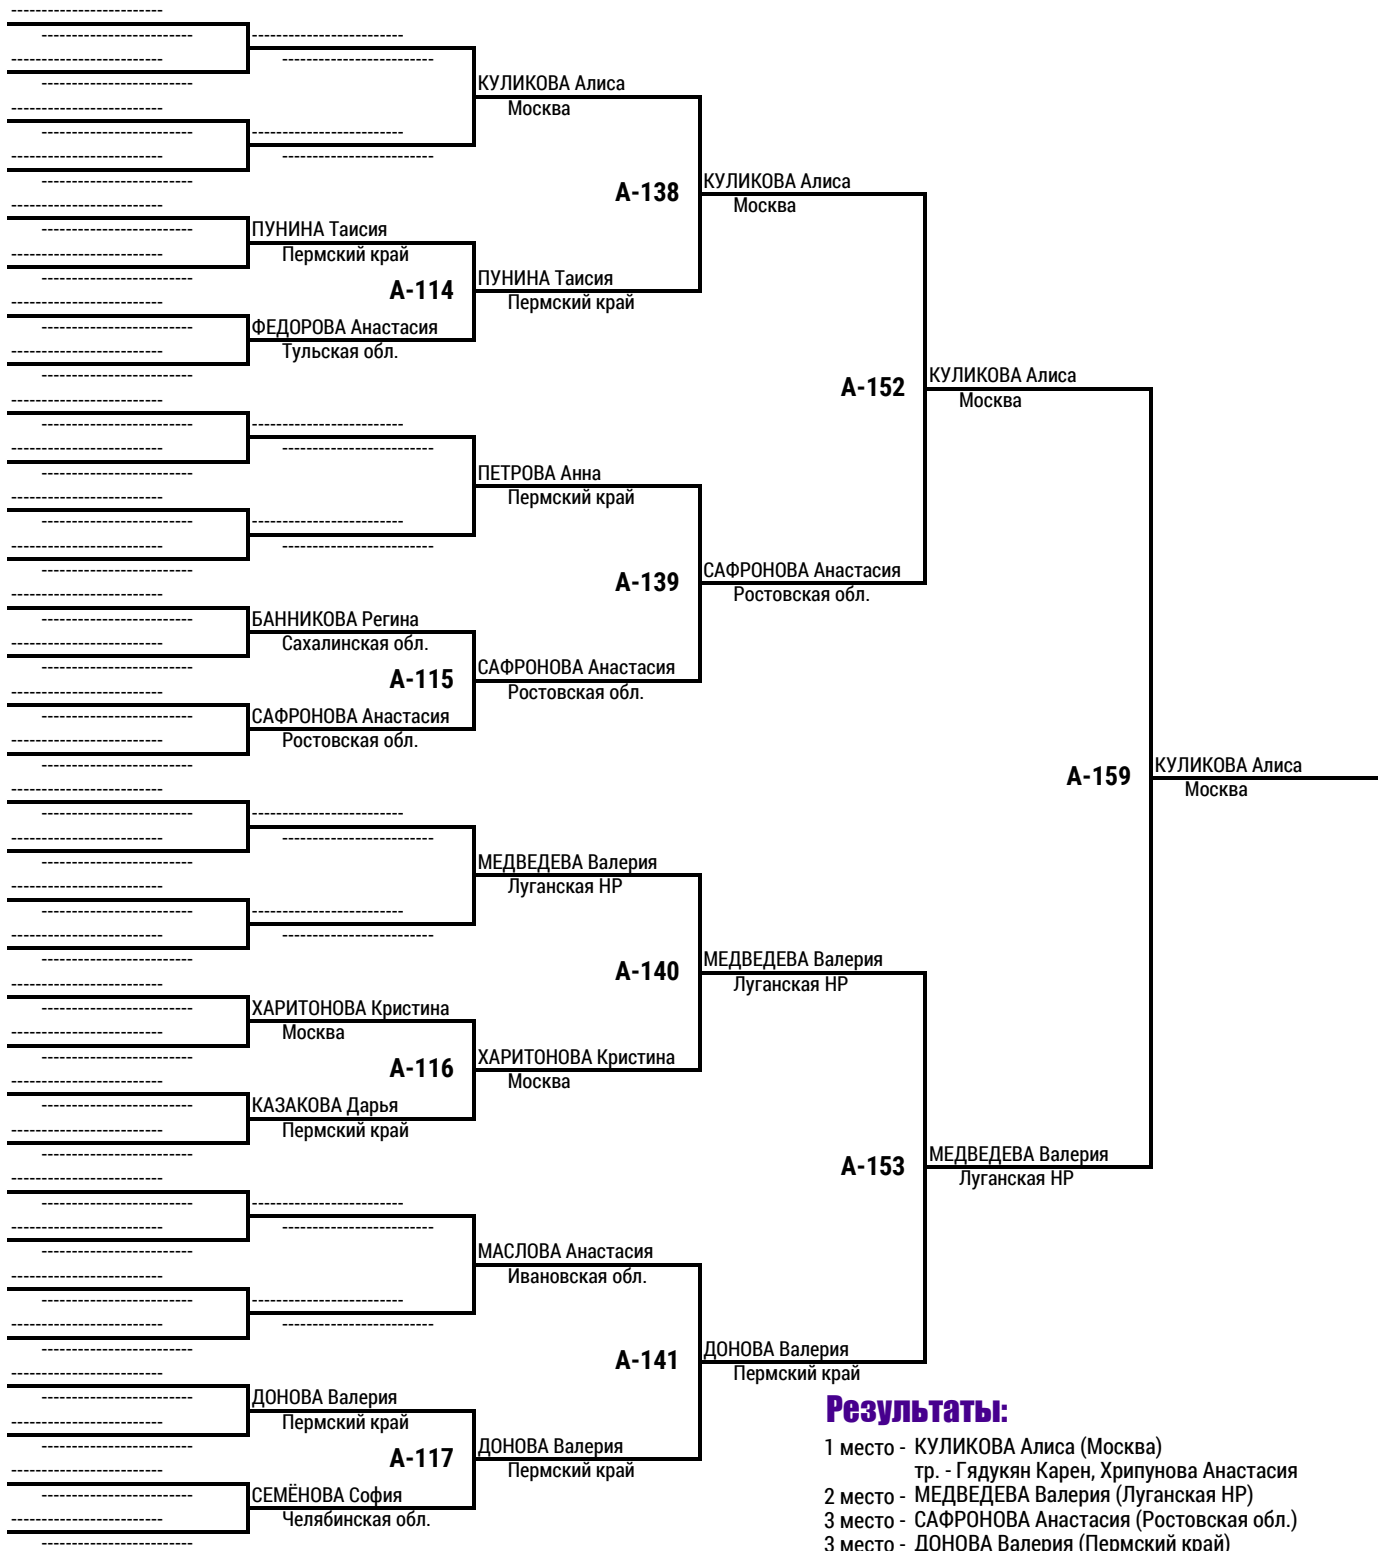 КУЛИКОВА Алиса
Москва
А-138
КУЛИКОВА Алиса
Москва
ПУНИНА Таисия
Пермский край
А-114
ПУНИНА Таисия
Пермский край
ФЕДОРОВА Анастасия
Тульская обл.
А-152
КУЛИКОВА Алиса
Москва
ПЕТРОВА Анна
Пермский край
А-139
САФРОНОВА Анастасия
Ростовская обл.
БАННИКОВА Регина
Сахалинская обл.
А-115
САФРОНОВА Анастасия
Ростовская обл.
САФРОНОВА Анастасия
Ростовская обл.
А-159
КУЛИКОВА Алиса
Москва
МЕДВЕДЕВА Валерия
Луганская НР
А-140
МЕДВЕДЕВА Валерия
Луганская НР
ХАРИТОНОВА Кристина
Москва
А-116
ХАРИТОНОВА Кристина
Москва
КАЗАКОВА Дарья
Пермский край
А-153
МЕДВЕДЕВА Валерия
Луганская НР
МАСЛОВА Анастасия
Ивановская обл.
А-141
ДОНОВА Валерия
Пермский край
ДОНОВА Валерия
Пермский край
А-117
ДОНОВА Валерия
Пермский край
СЕМЁНОВА София
Челябинская обл.
Результаты:
1 место - КУЛИКОВА Алиса (Москва)
тр. - Гядукян Карен, Хрипунова Анастасия
2 место - МЕДВЕДЕВА Валерия (Луганская НР)
3 место - САФРОНОВА Анастасия (Ростовская обл.)
3 место - ДОНОВА Валерия (Пермский край)